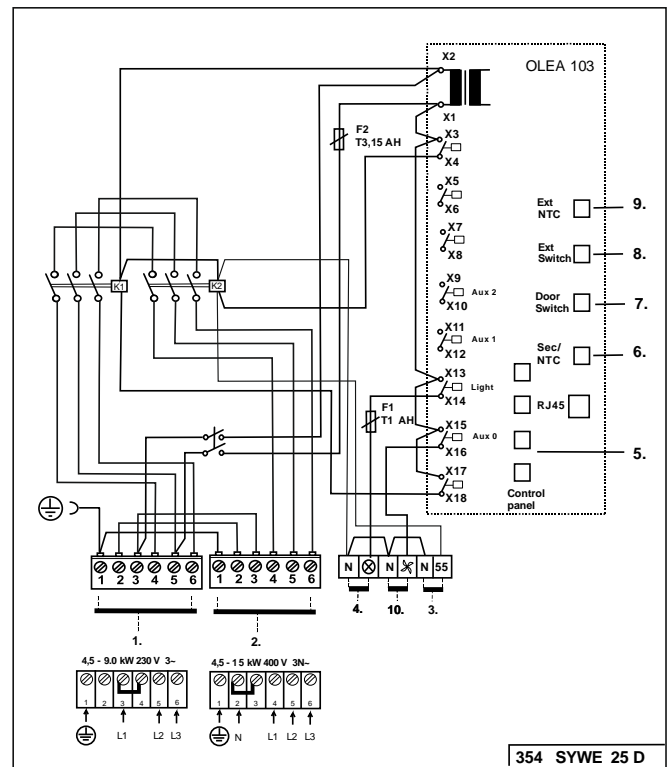 X2
OLEA 103
X1
F2
T3,15 AH
X3
X4
X5
X6
Ext
NTC
9.
X7
X8
Ext
Switch
8.
K1
K2
X9
Aux 2
X10
Door
Switch
7.
X11
Aux 1
X12
Sec/
NTC
6.
X13
Light
X14
F1
T1 AH
RJ45
X15
Aux 0
X16
5.
X17
X18
Control
panel
1 2 3 4 5 6
1 2 3 4 5 6
N N N 55
4. 10. 3.
1. 2.
4,5 - 9.0 kW 230 V 3~
1 2 3 4 5 6
L1 L2 L3
4,5 - 15 kW 400 V 3N~
1 2 3 4 5 6
N L1 L2 L3
354 SYWE 25 D